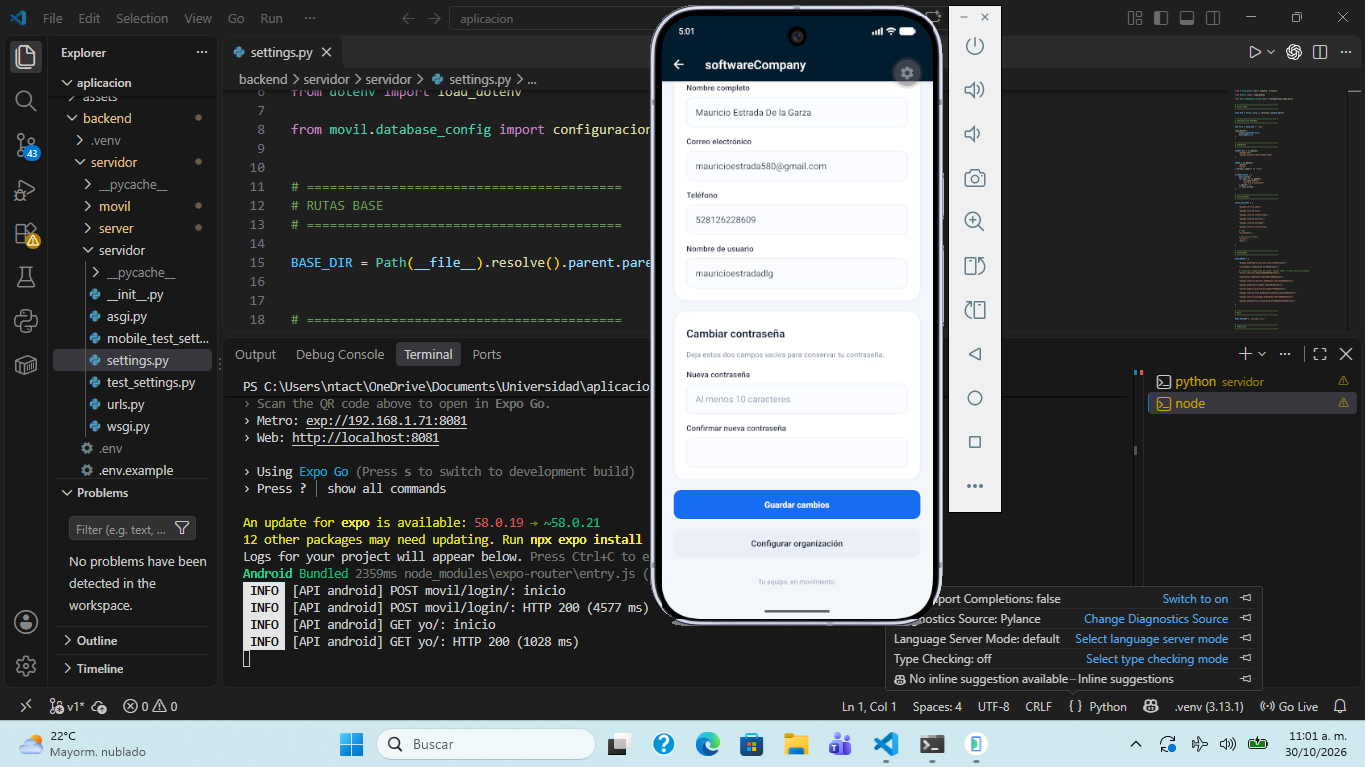 File Edit Selection View Go Run ···
aplicacion
Explorer
aplicacion
assets
backend
.venv
servidor
__pycache__
movil
server
servidor
__pycache__
__init__.py
asgi.py
mobile_test_sett...
settings.py
test_settings.py
urls.py
wsgi.py
.env
.env.example
Problems
Filter (e.g. text, ...
No problems have been
detected in the
workspace.
Outline
Timeline
43
settings.py
backend > servidor > servidor > settings.py > ...
7 from dotenv import load_dotenv
8 from movil.database_config import configuracion
9
10
11 # =========================================
12 # RUTAS BASE
13 # =========================================
14
15 BASE_DIR = Path(__file__).resolve().parent.pare
16
17
18 # =========================================
Output Debug Console Terminal Ports
PS C:\Users\ntact\OneDrive\Documents\Universidad\aplicacio
› Scan the QR code above to open in Expo Go.
› Metro: exp://192.168.1.71:8081
› Web: http://localhost:8081
› Using Expo Go (Press s to switch to development build)
› Press ? │ show all commands
An update for expo is available: 58.0.19 → ~58.0.21
12 other packages may need updating. Run npx expo install
Logs for your project will appear below. Press Ctrl+C to e
Android Bundled 2359ms node_modules\expo-router\entry.js (
INFO [API android] POST movil/login/: inicio
INFO [API android] POST movil/login/: HTTP 200 (4577 ms)
INFO [API android] GET yo/: inicio
INFO [API android] GET yo/: HTTP 200 (1028 ms)
python servidor
node
5:01
softwareCompany
Nombre completo
Mauricio Estrada De la Garza
Correo electrónico
mauricioestrada580@gmail.com
Teléfono
528126228609
Nombre de usuario
mauricioestradadlg
Cambiar contraseña
Deja estos dos campos vacíos para conservar tu contraseña.
Nueva contraseña
Al menos 10 caracteres
Confirmar nueva contraseña
Guardar cambios
Configurar organización
Tu equipo, en movimiento.
port Completions: false Switch to on
nostics Source: Pylance Change Diagnostics Source
Language Server Mode: default Select language server mode
Type Checking: off Select type checking mode
No inline suggestion available – Inline suggestions
v1* 0 0
Ln 1, Col 1 Spaces: 4 UTF-8 CRLF { } Python .venv (3.13.1) Go Live
22°C
Mayorm. nublado
Buscar
11:01 a. m.
30/10/2026